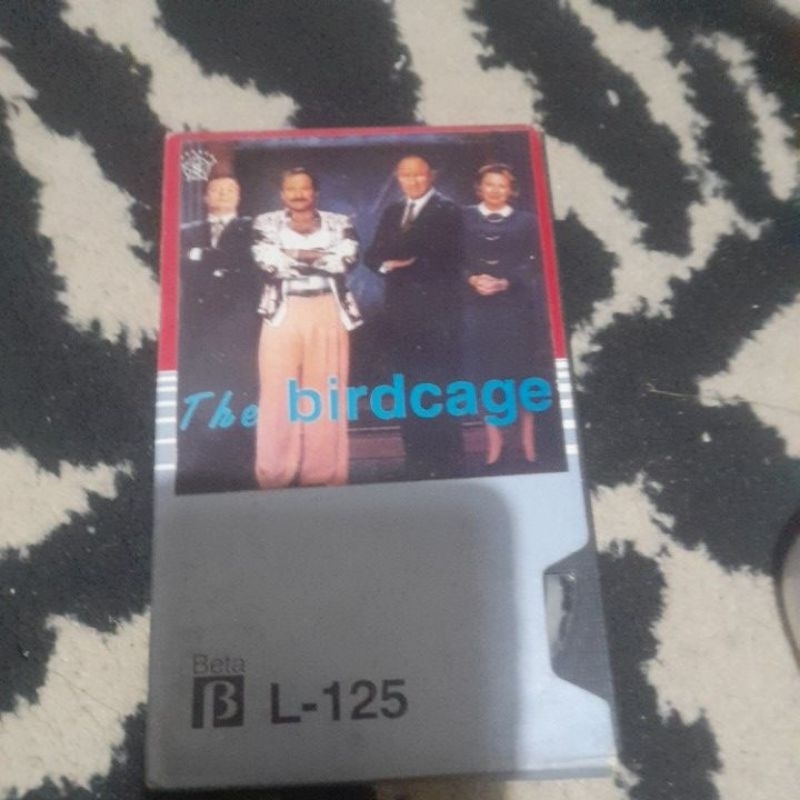 The birdcage
Beta
β L-125